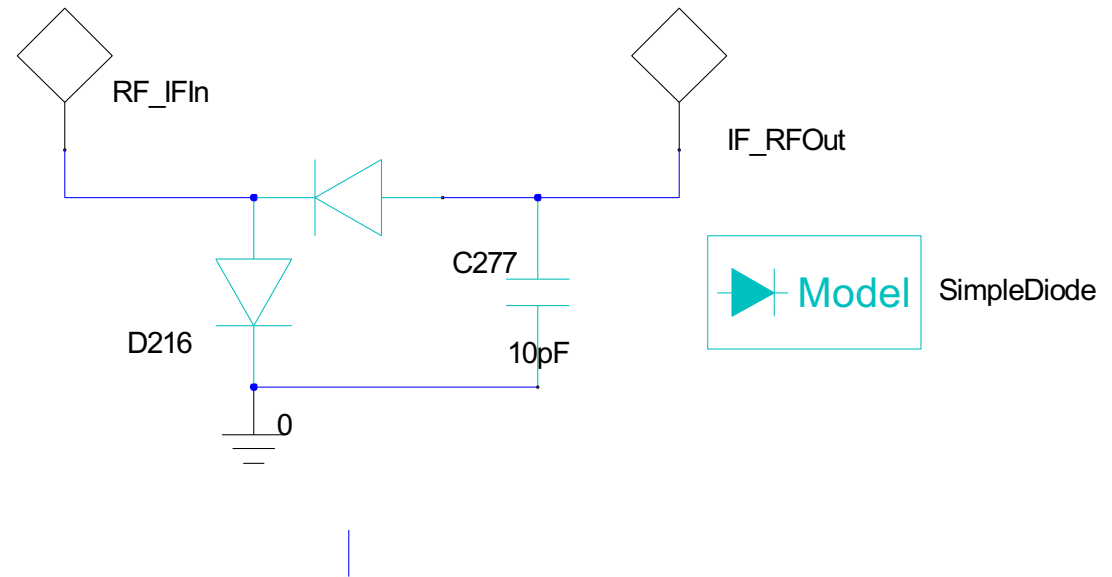 RF_IFIn
IF_RFOut
C277
Model
SimpleDiode
D216
10pF
0